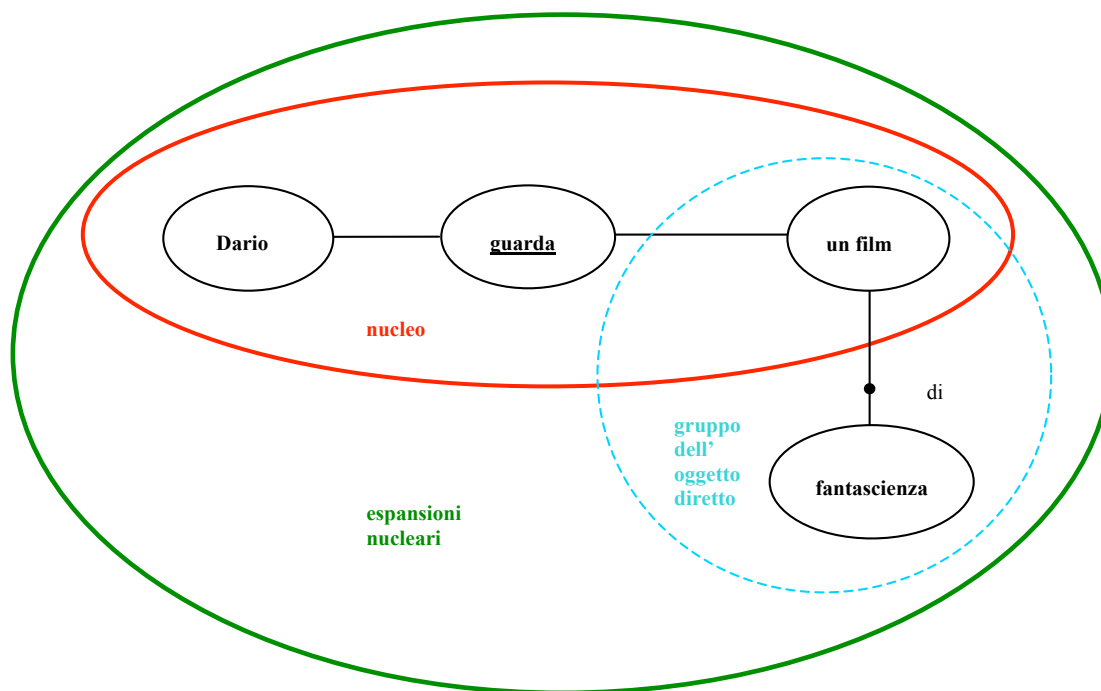 Dario
guarda
un film
nucleo
di
gruppo
dell’
oggetto
diretto
fantascienza
espansioni
nucleari